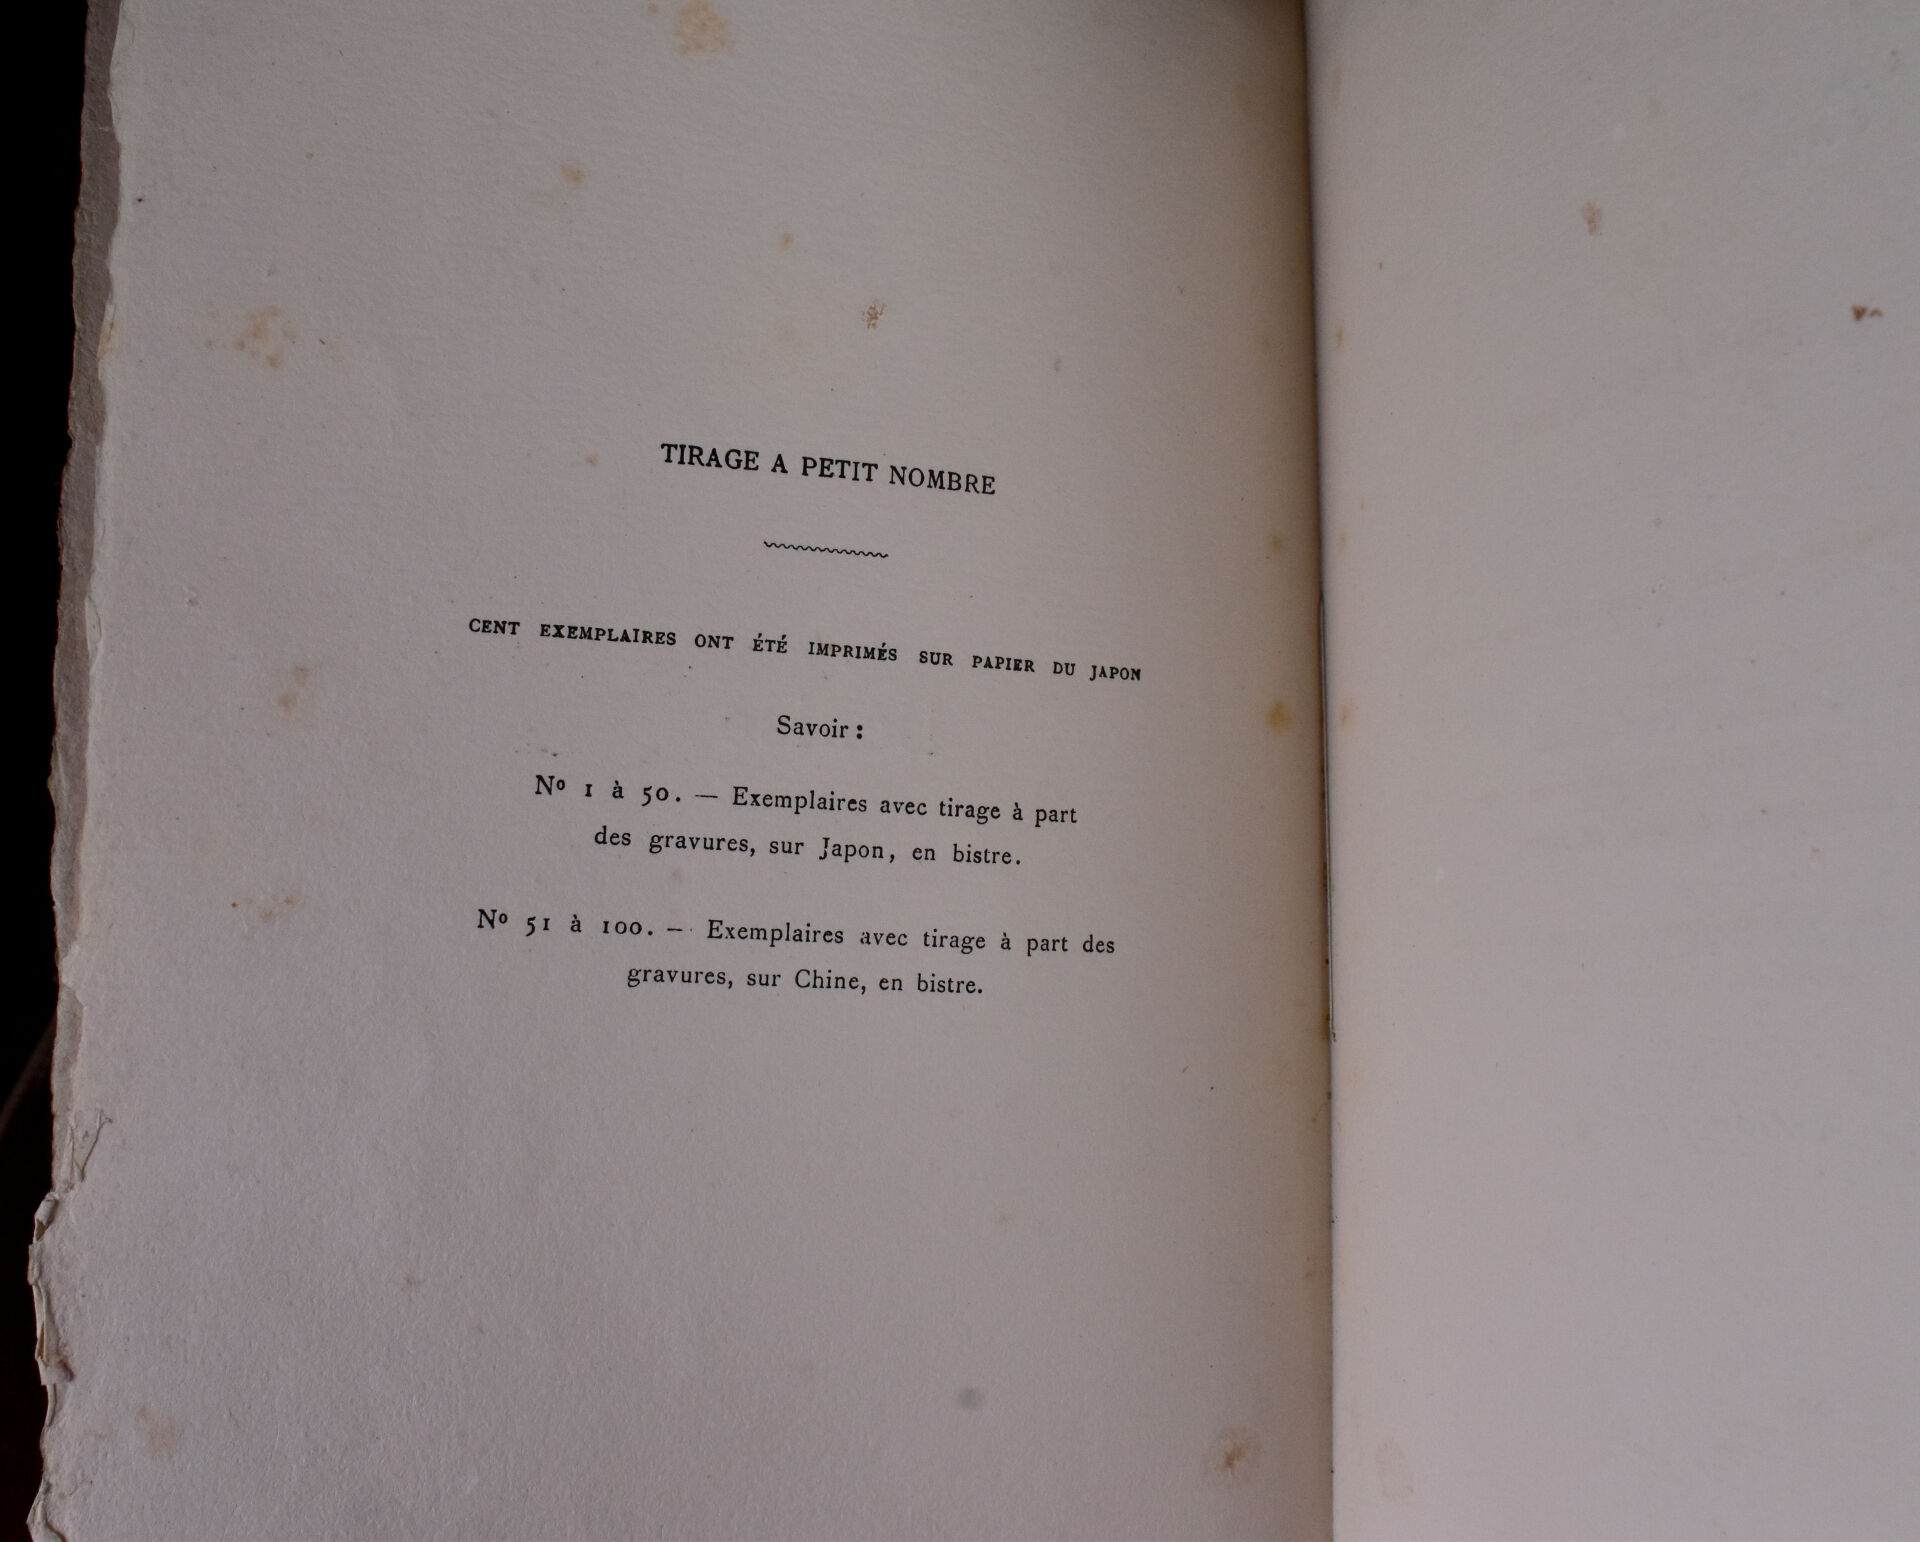 TIRAGE A PETIT NOMBRE
CENT EXEMPLAIRES ONT ÉTÉ IMPRIMÉS SUR PAPIER DU JAPON
Savoir :
Nº 1 à 50. — Exemplaires avec tirage à part
des gravures, sur Japon, en bistre.
Nº 51 à 100. — Exemplaires avec tirage à part des
gravures, sur Chine, en bistre.